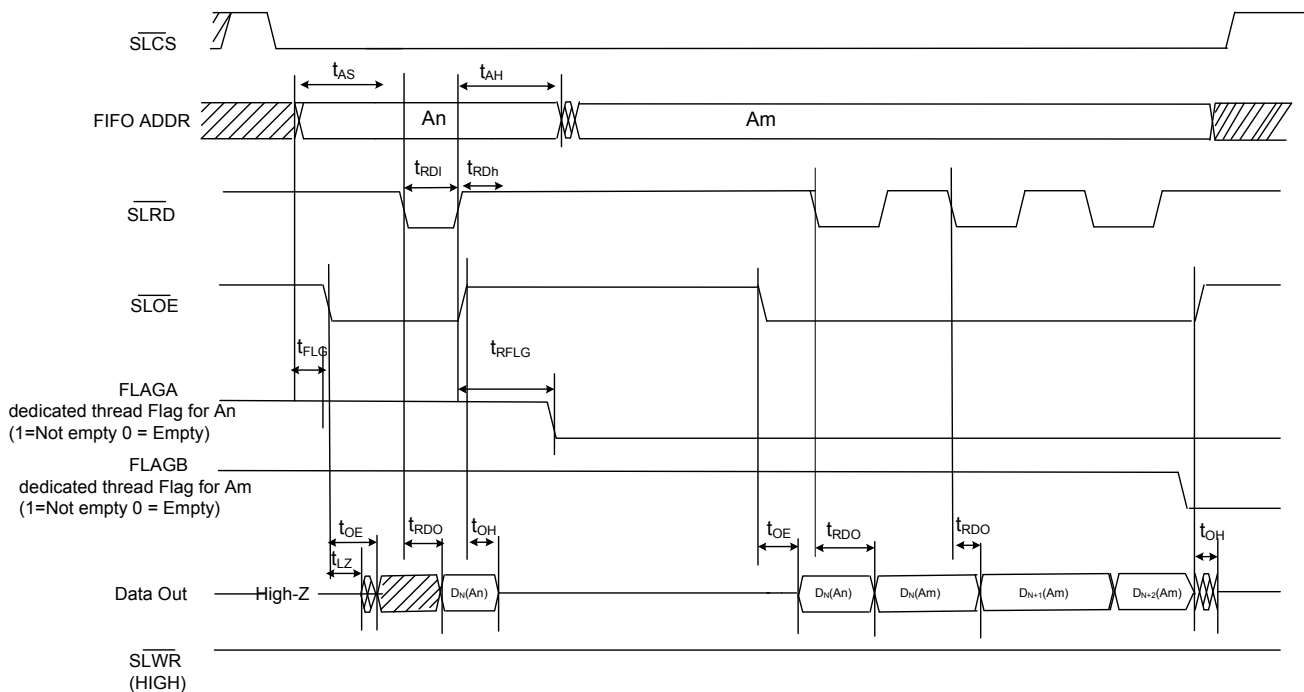 SLCS
tAS
tAH
FIFO ADDR
An
Am
tRDl
tRDh
SLRD
SLOE
tFLG
tRFLG
FLAGA
dedicated thread Flag for An
(1=Not empty 0 = Empty)
FLAGB
dedicated thread Flag for Am
(1=Not empty 0 = Empty)
tOE
tRDO
tOH
tOE
tRDO
tRDO
tOH
tLZ
Data Out
High-Z
DN(An)
DN(An)
DN(Am)
DN+1(Am)
DN+2(Am)
SLWR
(HIGH)